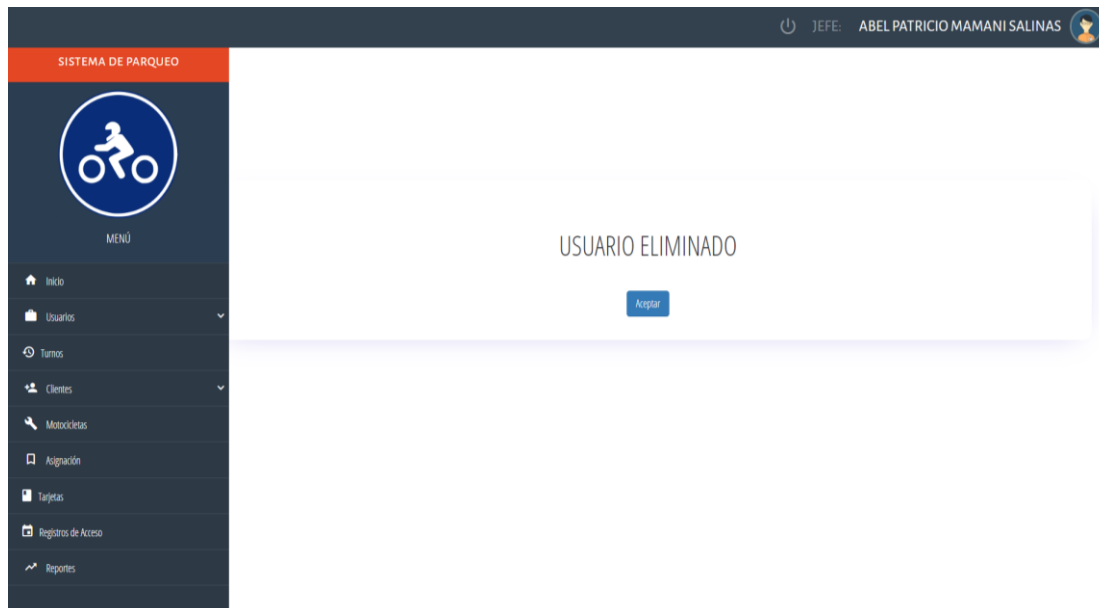 JEFE: ABEL PATRICIO MAMANI SALINAS
SISTEMA DE PARQUEO
MENÚ
Inicio
Usuarios
Turnos
Clientes
Motocicletas
Asignación
Tarjetas
Registros de Acceso
Reportes
USUARIO ELIMINADO
Aceptar